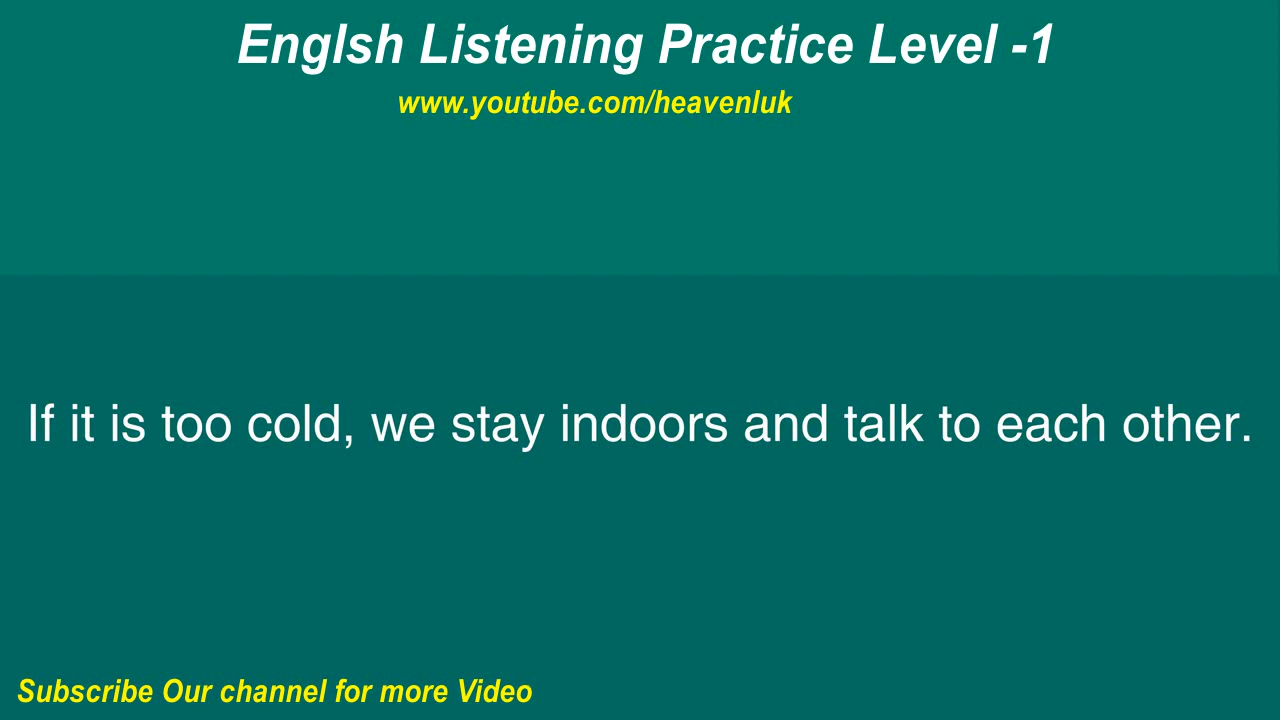 Englsh Listening Practice Level -1
www.youtube.com/heavenluk
If it is too cold, we stay indoors and talk to each other.
Subscribe Our channel for more Video